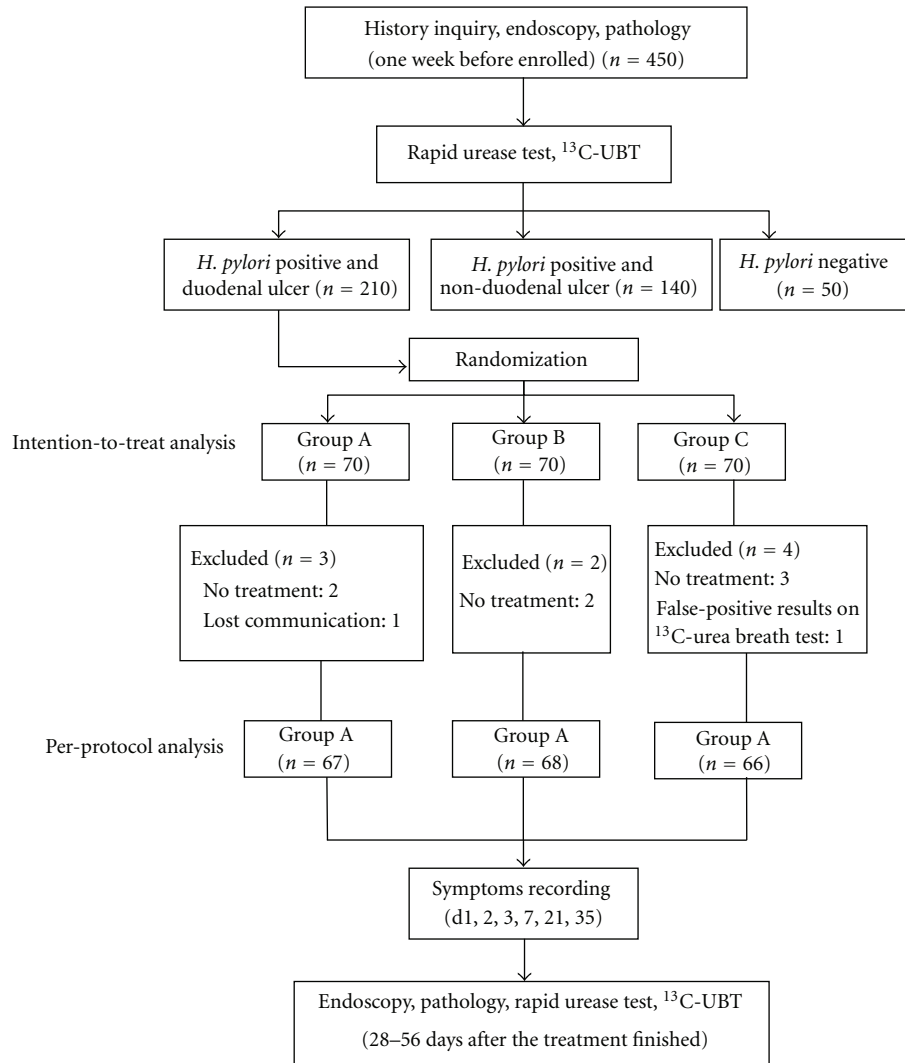 History inquiry, endoscopy, pathology
(one week before enrolled) (n = 450)
Rapid urease test, ¹³C-UBT
H. pylori positive and
duodenal ulcer (n = 210)
H. pylori positive and
non-duodenal ulcer (n = 140)
H. pylori negative
(n = 50)
Randomization
Intention-to-treat analysis
Group A
(n = 70)
Group B
(n = 70)
Group C
(n = 70)
Excluded (n = 3)
No treatment: 2
Lost communication: 1
Excluded (n = 2)
No treatment: 2
Excluded (n = 4)
No treatment: 3
False-positive results on
¹³C-urea breath test: 1
Per-protocol analysis
Group A
(n = 67)
Group A
(n = 68)
Group A
(n = 66)
Symptoms recording
(d1, 2, 3, 7, 21, 35)
Endoscopy, pathology, rapid urease test, ¹³C-UBT
(28–56 days after the treatment finished)